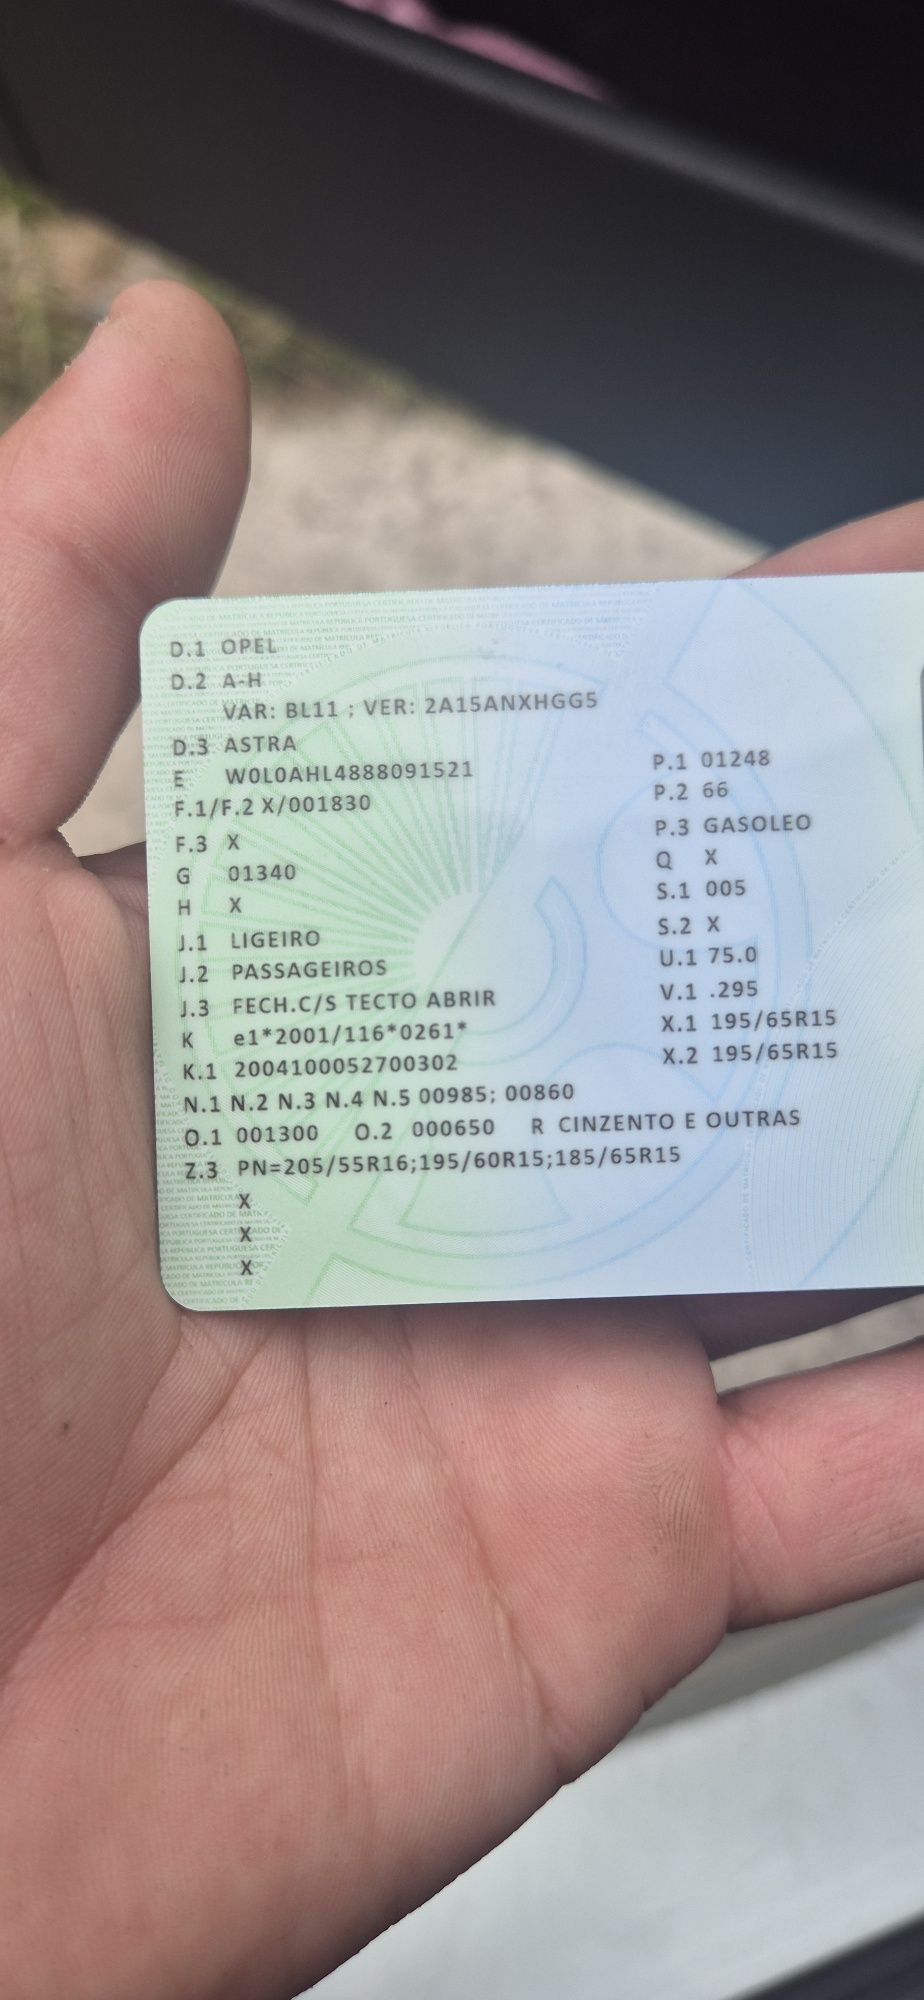 D.1 OPEL
D.2 A-H
VAR: BL11 ; VER: 2A15ANXHGG5
D.3 ASTRA
E W0L0AHL4888091521
F.1/F.2 X/001830
F.3 X
G 01340
H X
J.1 LIGEIRO
J.2 PASSAGEIROS
J.3 FECH.C/S TECTO ABRIR
K e1*2001/116*0261*
K.1 2004100052700302
P.1 01248
P.2 66
P.3 GASOLEO
Q X
S.1 005
S.2 X
U.1 75.0
V.1 .295
X.1 195/65R15
X.2 195/65R15
N.1 N.2 N.3 N.4 N.5 00985; 00860
O.1 001300 O.2 000650 R CINZENTO E OUTRAS
Z.3 PN=205/55R16;195/60R15;185/65R15
X
X
X